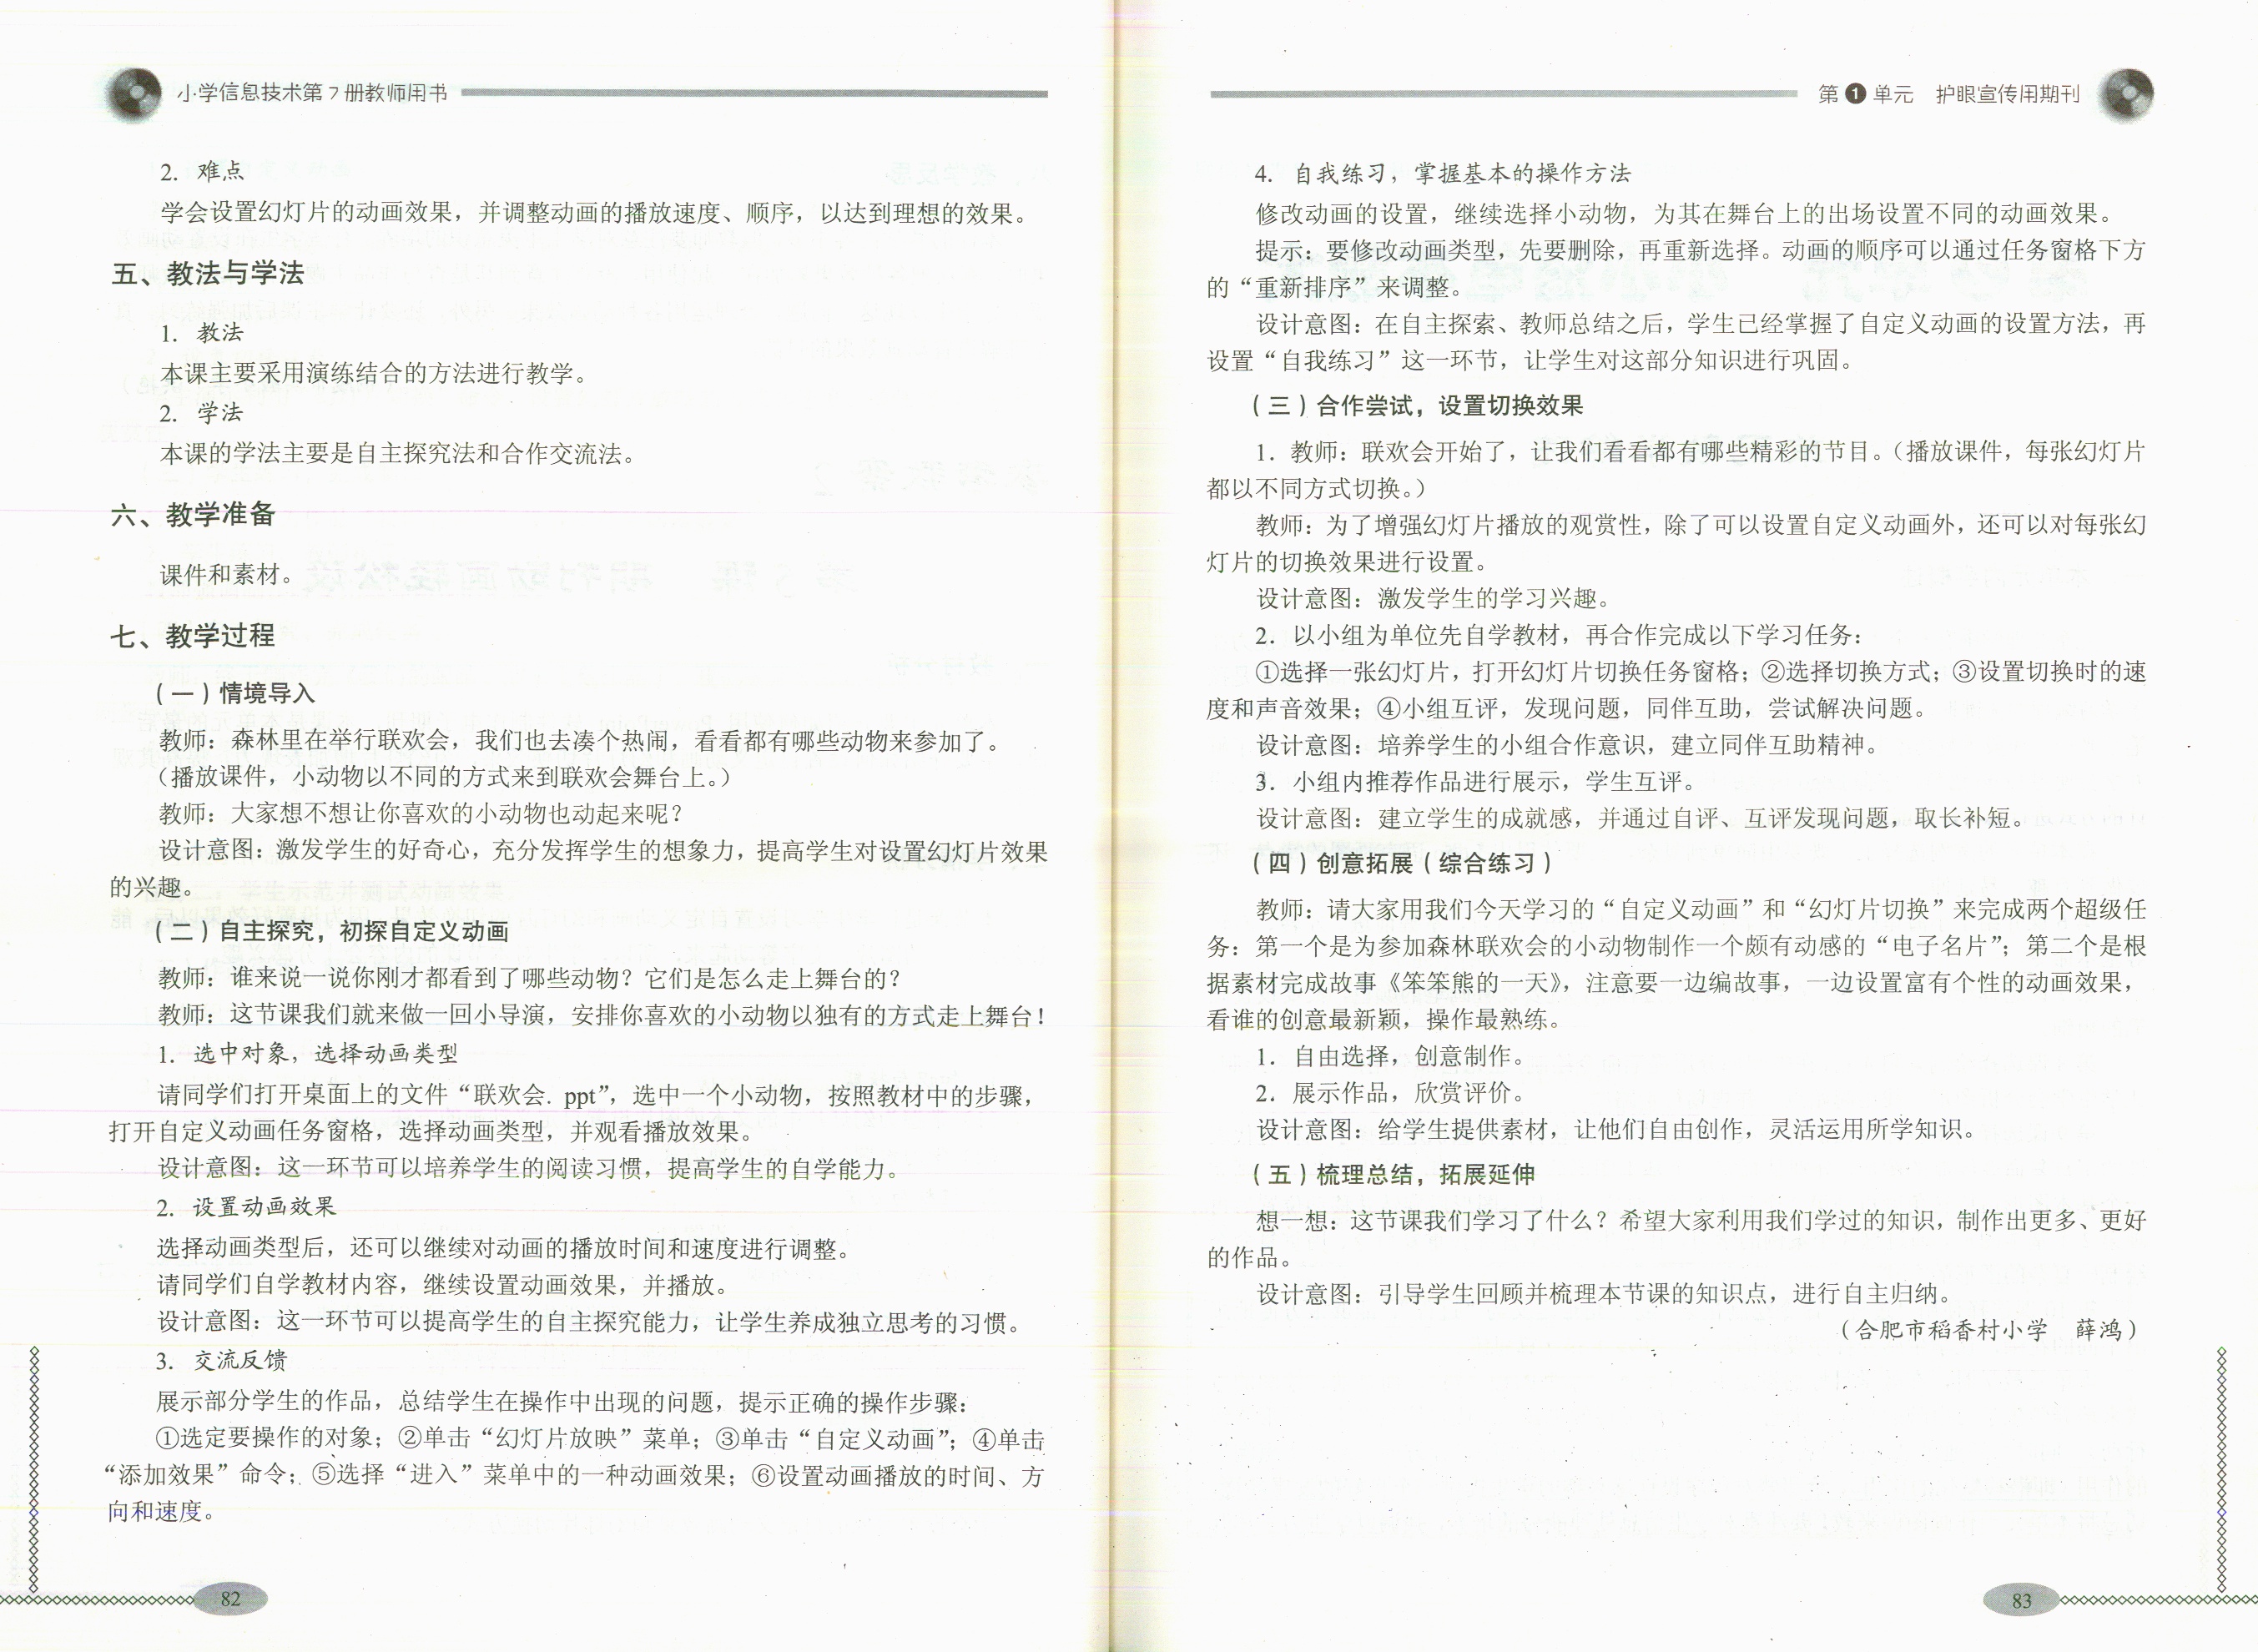 小学信息技术第7册教师用书
2. 难点
学会设置幻灯片的动画效果，并调整动画的播放速度、顺序，以达到理想的效果。
五、教法与学法
1. 教法
本课主要采用演练结合的方法进行教学。
2. 学法
本课的学法主要是自主探究法和合作交流法。
六、教学准备
课件和素材。
七、教学过程
（一）情境导入
教师：森林里在举行联欢会，我们也去凑个热闹，看看都有哪些动物来参加了。
（播放课件，小动物以不同的方式来到联欢会舞台上。）
教师：大家想不想让你喜欢的小动物也动起来呢？
设计意图：激发学生的好奇心，充分发挥学生的想象力，提高学生对设置幻灯片效果
的兴趣。
（二）自主探究，初探自定义动画
教师：谁来说一说你刚才都看到了哪些动物？它们是怎么走上舞台的？
教师：这节课我们就来做一回小导演，安排你喜欢的小动物以独有的方式走上舞台！
1. 选中对象，选择动画类型
请同学们打开桌面上的文件“联欢会. ppt”，选中一个小动物，按照教材中的步骤，
打开自定义动画任务窗格，选择动画类型，并观看播放效果。
设计意图：这一环节可以培养学生的阅读习惯，提高学生的自学能力。
2. 设置动画效果
选择动画类型后，还可以继续对动画的播放时间和速度进行调整。
请同学们自学教材内容，继续设置动画效果，并播放。
设计意图：这一环节可以提高学生的自主探究能力，让学生养成独立思考的习惯。
3. 交流反馈
展示部分学生的作品，总结学生在操作中出现的问题，提示正确的操作步骤：
①选定要操作的对象；②单击“幻灯片放映”菜单；③单击“自定义动画”；④单击
“添加效果”命令；⑤选择“进入”菜单中的一种动画效果；⑥设置动画播放的时间、方
向和速度。
82
第1单元 护眼宣传用期刊
4. 自我练习，掌握基本的操作方法
修改动画的设置，继续选择小动物，为其在舞台上的出场设置不同的动画效果。
提示：要修改动画类型，先要删除，再重新选择。动画的顺序可以通过任务窗格下方
的“重新排序”来调整。
设计意图：在自主探索、教师总结之后，学生已经掌握了自定义动画的设置方法，再
设置“自我练习”这一环节，让学生对这部分知识进行巩固。
（三）合作尝试，设置切换效果
1. 教师：联欢会开始了，让我们看看都有哪些精彩的节目。（播放课件，每张幻灯片
都以不同方式切换。）
教师：为了增强幻灯片播放的观赏性，除了可以设置自定义动画外，还可以对每张幻
灯片的切换效果进行设置。
设计意图：激发学生的学习兴趣。
2. 以小组为单位先自学教材，再合作完成以下学习任务：
①选择一张幻灯片，打开幻灯片切换任务窗格；②选择切换方式；③设置切换时的速
度和声音效果；④小组互评，发现问题，同伴互助，尝试解决问题。
设计意图：培养学生的小组合作意识，建立同伴互助精神。
3. 小组内推荐作品进行展示，学生互评。
设计意图：建立学生的成就感，并通过自评、互评发现问题，取长补短。
（四）创意拓展（综合练习）
教师：请大家用我们今天学习的“自定义动画”和“幻灯片切换”来完成两个超级任
务：第一个是为参加森林联欢会的小动物制作一个颇有动感的“电子名片”；第二个是根
据素材完成故事《笨笨熊的一天》，注意要一边编故事，一边设置富有个性的动画效果，
看谁的创意最新颖，操作最熟练。
1. 自由选择，创意制作。
2. 展示作品，欣赏评价。
设计意图：给学生提供素材，让他们自由创作，灵活运用所学知识。
（五）梳理总结，拓展延伸
想一想：这节课我们学习了什么？希望大家利用我们学过的知识，制作出更多、更好
的作品。
设计意图：引导学生回顾并梳理本节课的知识点，进行自主归纳。
（合肥市稻香村小学 薛鸿）
83